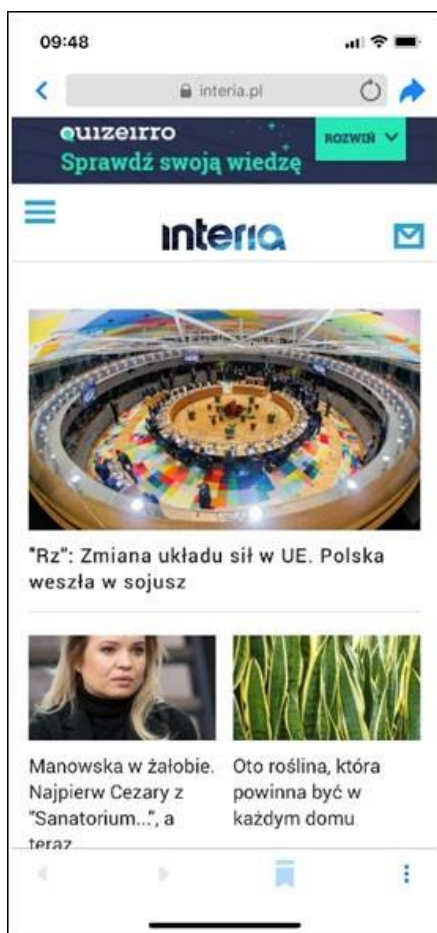 09:48
interia.pl
Quizeirro
ROZWIŃ
Sprawdź swoją wiedzę
interia
"Rz": Zmiana układu sił w UE. Polska
weszła w sojusz
Manowska w żałobie.
Najpierw Cezary z
"Sanatorium...", a
teraz
Oto roślina, która
powinna być w
każdym domu